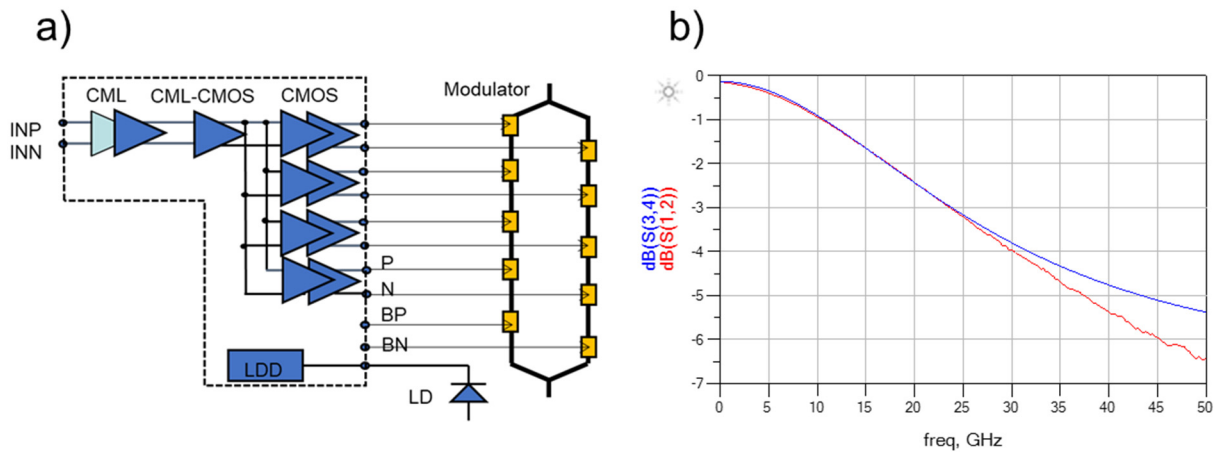 a)
CML
CML-CMOS
CMOS
Modulator
INP
INN
P
N
BP
BN
LDD
LD
b)
dB(S(3,4))
dB(S(1,2))
0
-1
-2
-3
-4
-5
-6
-7
0 5 10 15 20 25 30 35 40 45 50
freq, GHz